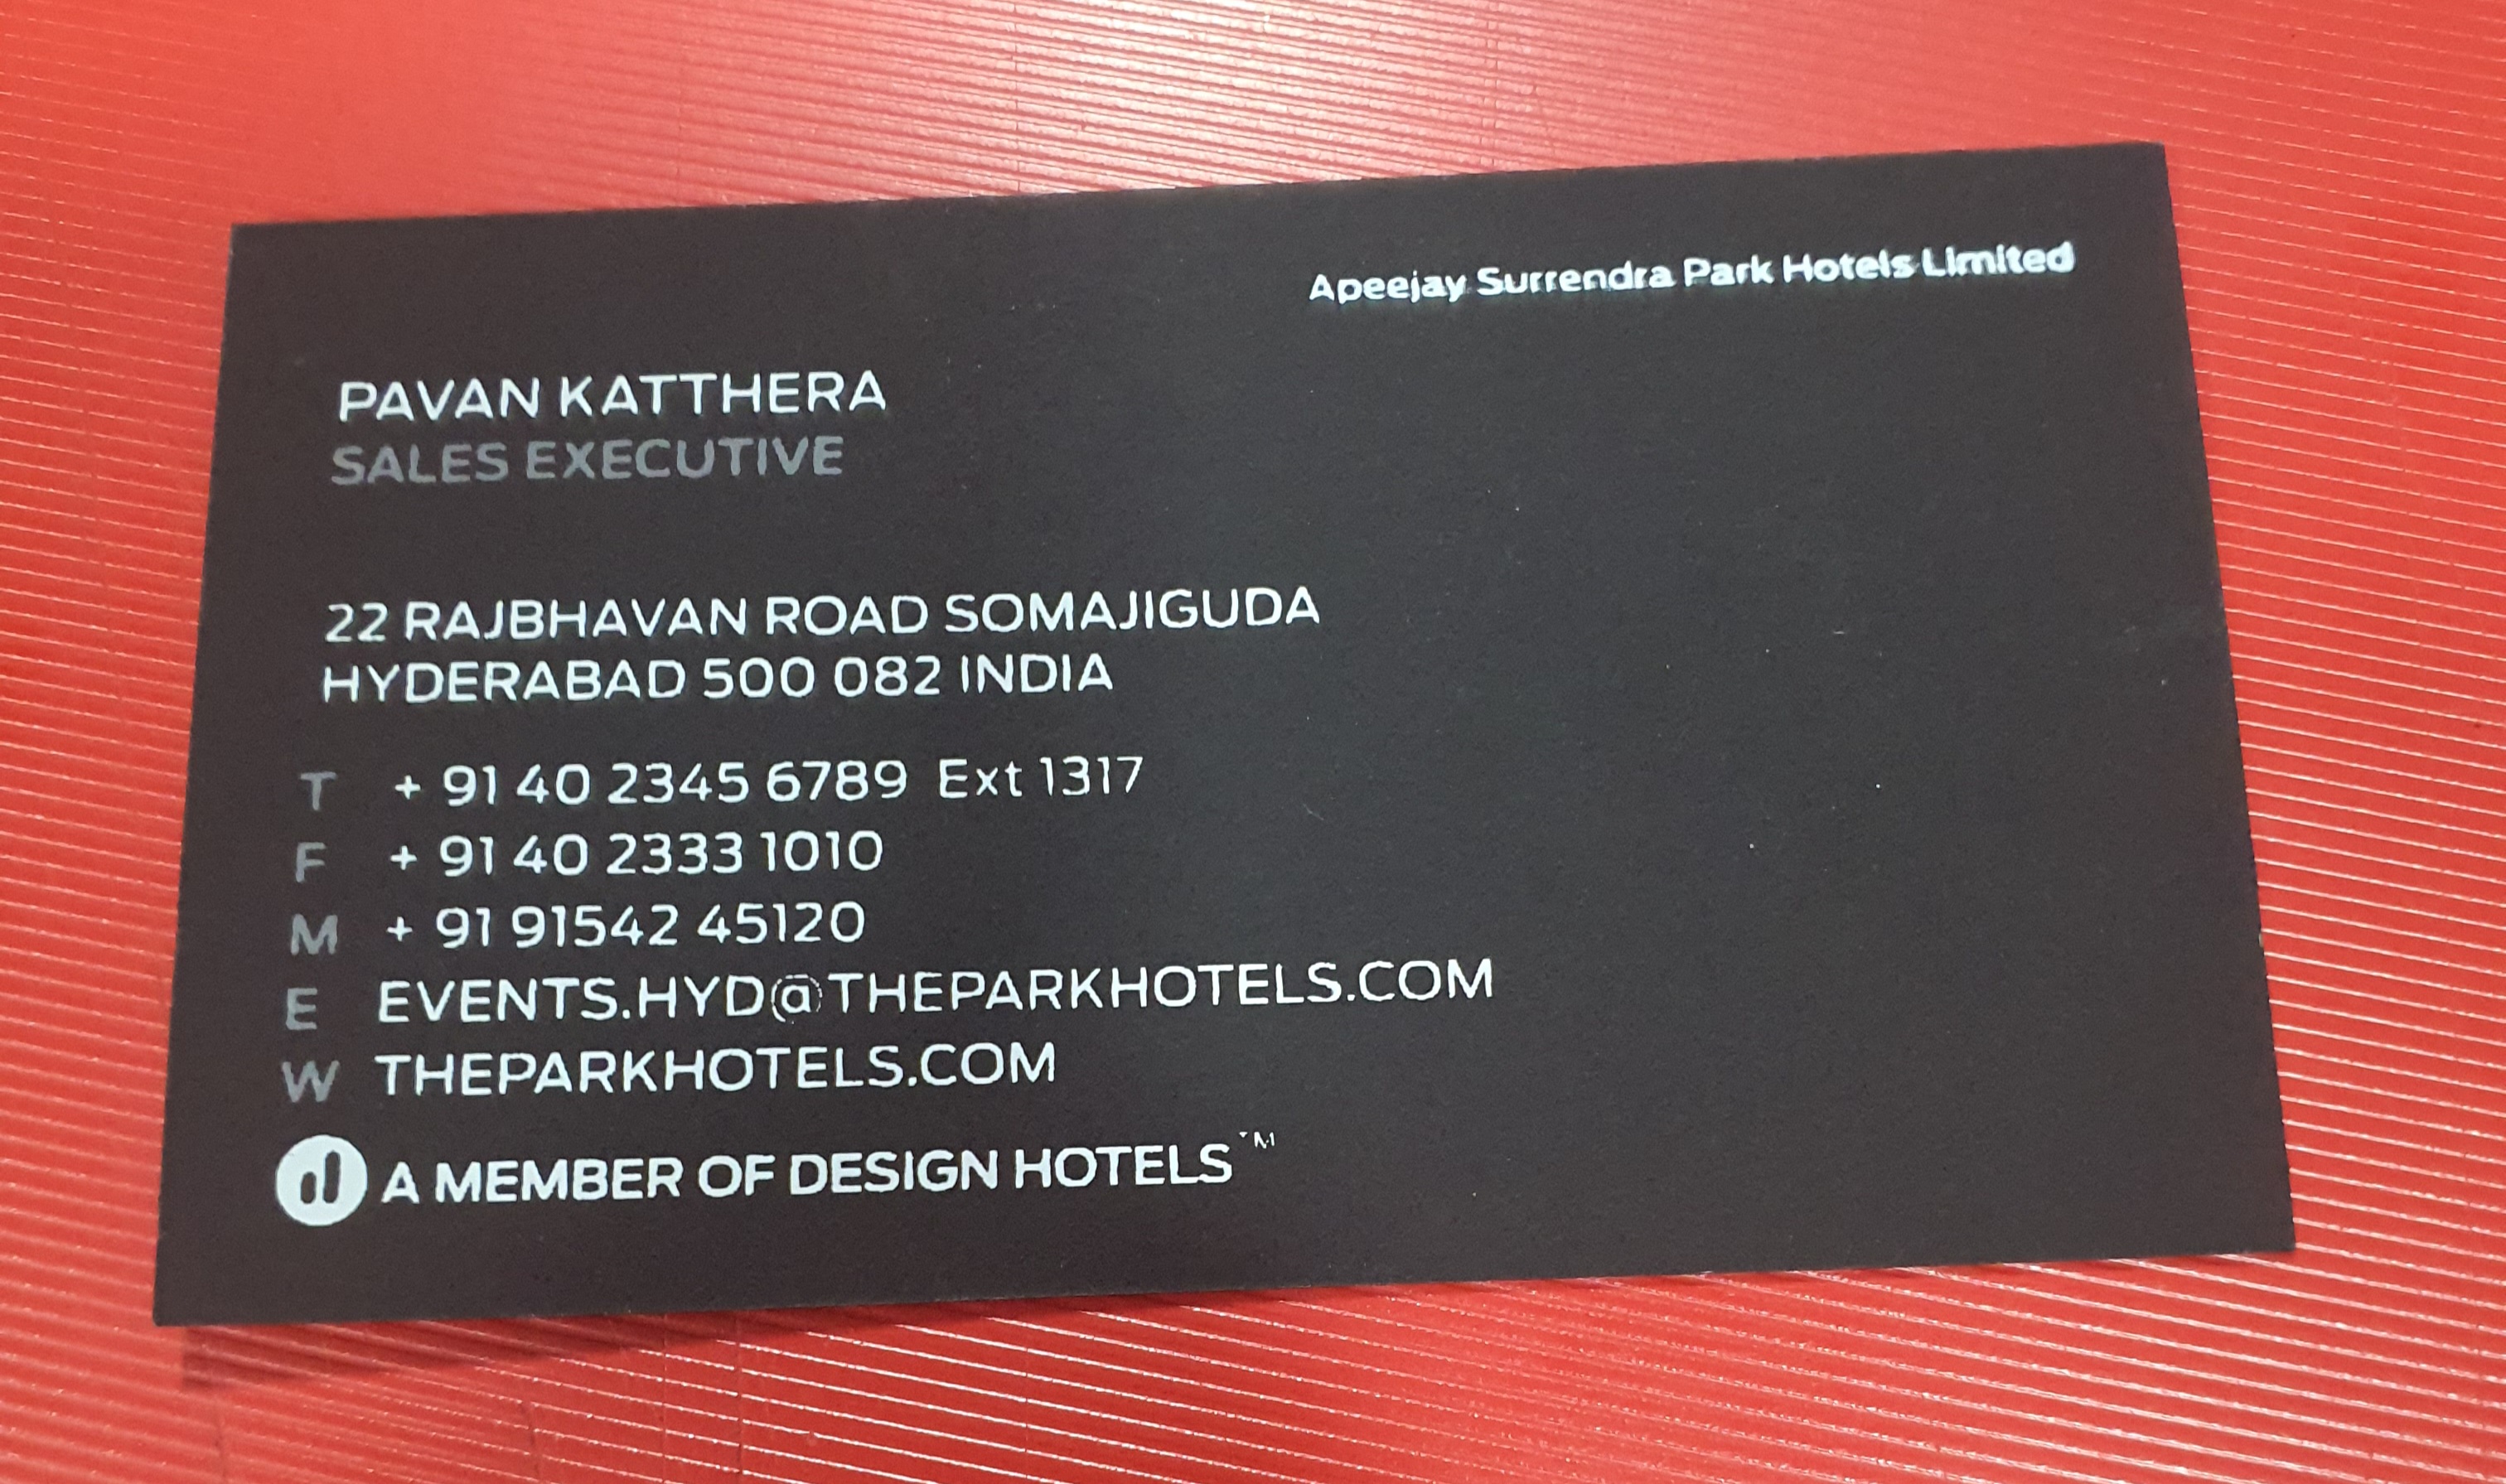 Apeejay Surrendra Park Hotels Limited
PAVAN KATTHERA
SALES EXECUTIVE
22 RAJBHAVAN ROAD SOMAJIGUDA
HYDERABAD 500 082 INDIA
T + 91 40 2345 6789 Ext 1317
F + 91 40 2333 1010
M + 91 91542 45120
E EVENTS.HYD@THEPARKHOTELS.COM
W THEPARKHOTELS.COM
d A MEMBER OF DESIGN HOTELS™